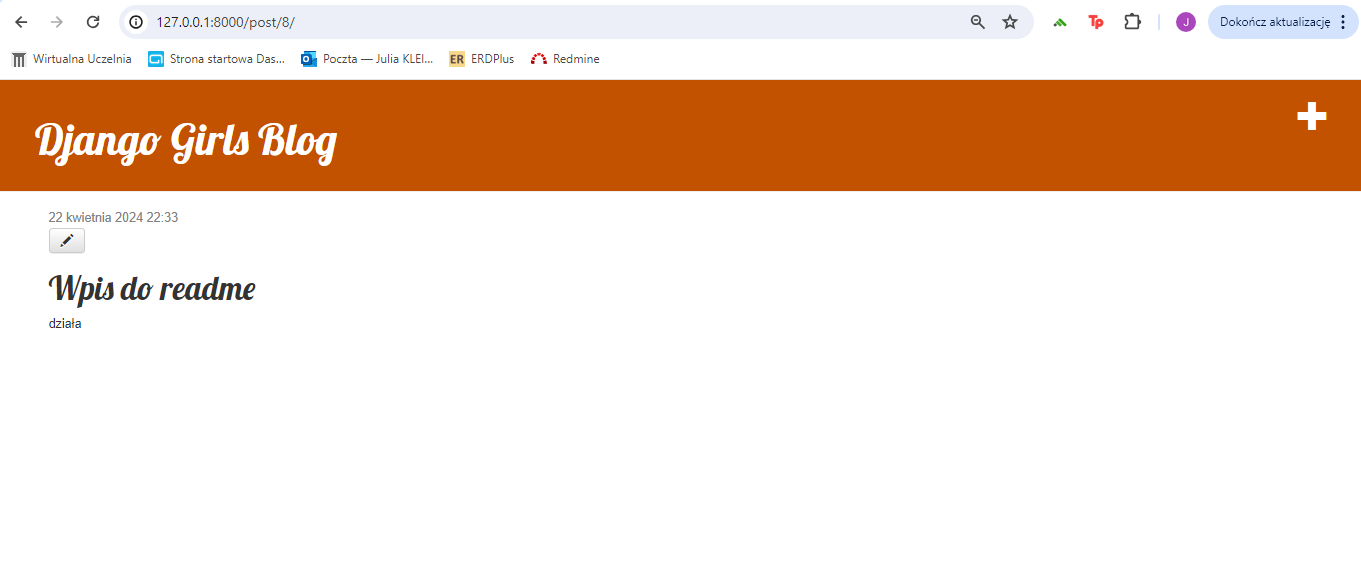 127.0.0.1:8000/post/8/
J
Dokończ aktualizację
Wirtualna Uczelnia
Strona startowa Das...
Poczta — Julia KLEI...
ER ERDPlus
Redmine
Tp
Django Girls Blog
22 kwietnia 2024 22:33
Wpis do readme
działa